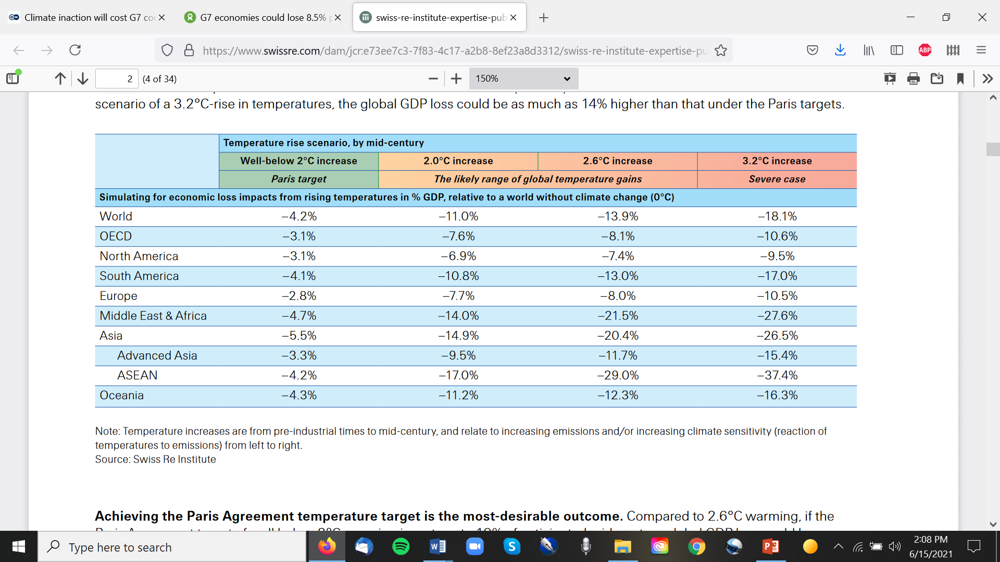 Climate inaction will cost G7 cou
G7 economies could lose 8.5% p
swiss-re-institute-expertise-pub
https://www.swissre.com/dam/jcr:e73ee7c3-7f83-4c17-a2b8-8ef23a8d3312/swiss-re-institute-expertise-pu
ABP
2 (4 of 34)
150%
scenario of a 3.2°C-rise in temperatures, the global GDP loss could be as much as 14% higher than that under the Paris targets.
Temperature rise scenario, by mid-century
Well-below 2°C increase 2.0°C increase 2.6°C increase 3.2°C increase
Paris target The likely range of global temperature gains Severe case
Simulating for economic loss impacts from rising temperatures in % GDP, relative to a world without climate change (0°C)
World –4.2% –11.0% –13.9% –18.1%
OECD –3.1% –7.6% –8.1% –10.6%
North America –3.1% –6.9% –7.4% –9.5%
South America –4.1% –10.8% –13.0% –17.0%
Europe –2.8% –7.7% –8.0% –10.5%
Middle East & Africa –4.7% –14.0% –21.5% –27.6%
Asia –5.5% –14.9% –20.4% –26.5%
Advanced Asia –3.3% –9.5% –11.7% –15.4%
ASEAN –4.2% –17.0% –29.0% –37.4%
Oceania –4.3% –11.2% –12.3% –16.3%
Note: Temperature increases are from pre-industrial times to mid-century, and relate to increasing emissions and/or increasing climate sensitivity (reaction of
temperatures to emissions) from left to right.
Source: Swiss Re Institute
Achieving the Paris Agreement temperature target is the most-desirable outcome. Compared to 2.6°C warming, if the
Type here to search
2:08 PM
6/15/2021